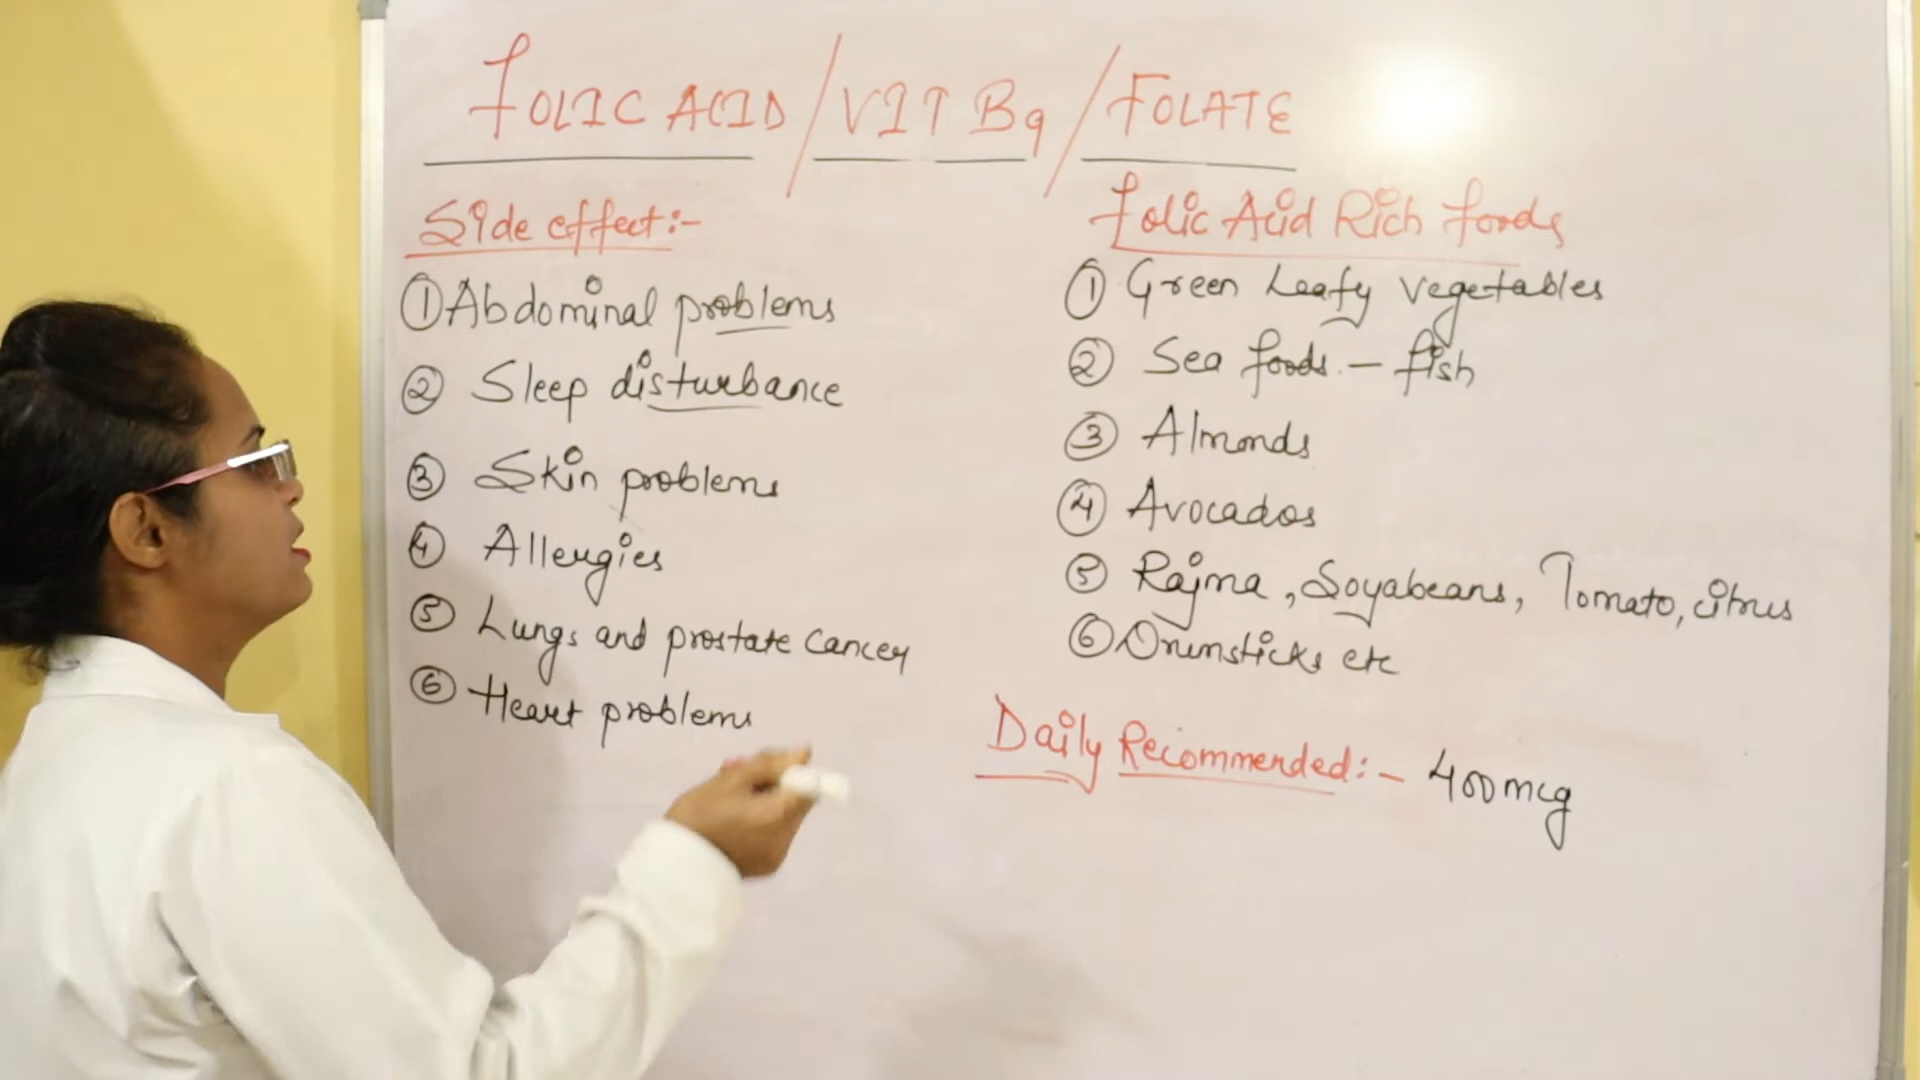 FOLIC ACID / VIT B9 / FOLATE
Side effect:-
① Abdominal problems
② Sleep disturbance
③ Skin problems
④ Allergies
⑤ Lungs and prostate cancer
⑥ Heart problems
Folic Acid Rich foods
① Green Leafy vegetables
② Sea foods. - fish
③ Almonds
④ Avocados
⑤ Rajma, Soyabeans, Tomato, citrus
⑥ Drumsticks etc
Daily Recommended:- 400mcg